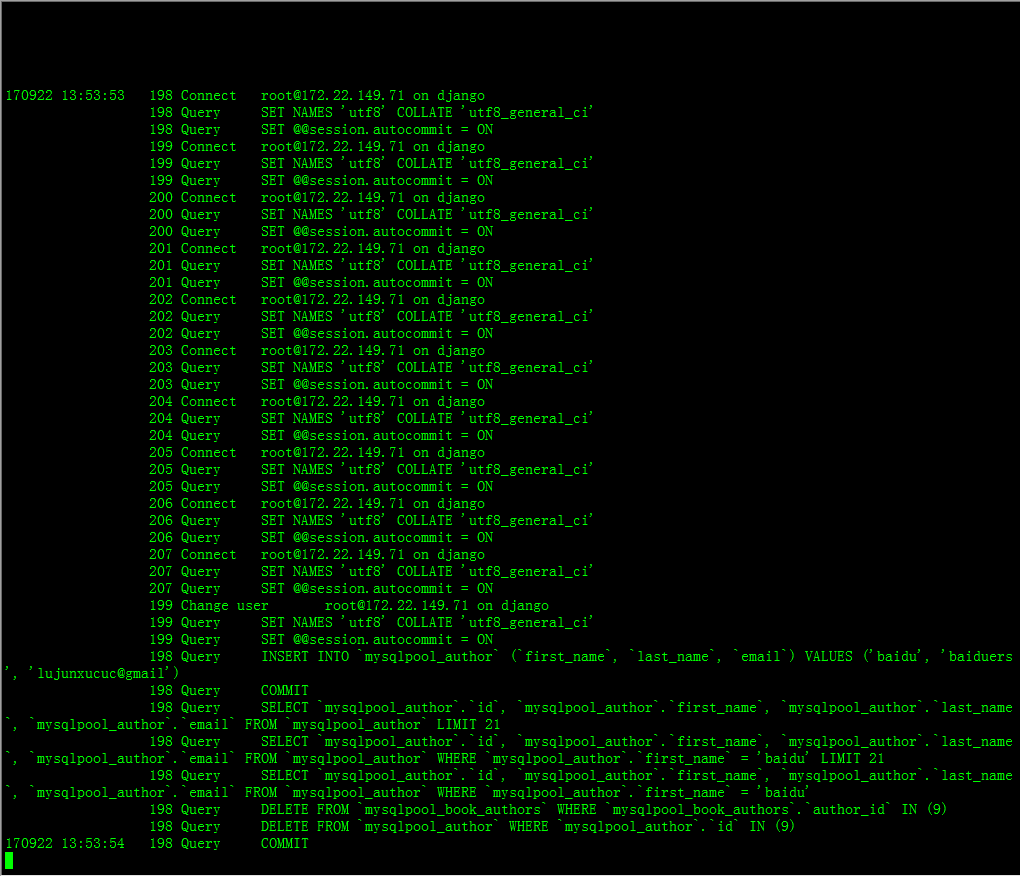 170922 13:53:53   198 Connect   root@172.22.149.71 on django
                  198 Query     SET NAMES 'utf8' COLLATE 'utf8_general_ci'
                  198 Query     SET @@session.autocommit = ON
                  199 Connect   root@172.22.149.71 on django
                  199 Query     SET NAMES 'utf8' COLLATE 'utf8_general_ci'
                  199 Query     SET @@session.autocommit = ON
                  200 Connect   root@172.22.149.71 on django
                  200 Query     SET NAMES 'utf8' COLLATE 'utf8_general_ci'
                  200 Query     SET @@session.autocommit = ON
                  201 Connect   root@172.22.149.71 on django
                  201 Query     SET NAMES 'utf8' COLLATE 'utf8_general_ci'
                  201 Query     SET @@session.autocommit = ON
                  202 Connect   root@172.22.149.71 on django
                  202 Query     SET NAMES 'utf8' COLLATE 'utf8_general_ci'
                  202 Query     SET @@session.autocommit = ON
                  203 Connect   root@172.22.149.71 on django
                  203 Query     SET NAMES 'utf8' COLLATE 'utf8_general_ci'
                  203 Query     SET @@session.autocommit = ON
                  204 Connect   root@172.22.149.71 on django
                  204 Query     SET NAMES 'utf8' COLLATE 'utf8_general_ci'
                  204 Query     SET @@session.autocommit = ON
                  205 Connect   root@172.22.149.71 on django
                  205 Query     SET NAMES 'utf8' COLLATE 'utf8_general_ci'
                  205 Query     SET @@session.autocommit = ON
                  206 Connect   root@172.22.149.71 on django
                  206 Query     SET NAMES 'utf8' COLLATE 'utf8_general_ci'
                  206 Query     SET @@session.autocommit = ON
                  207 Connect   root@172.22.149.71 on django
                  207 Query     SET NAMES 'utf8' COLLATE 'utf8_general_ci'
                  207 Query     SET @@session.autocommit = ON
                  199 Change user       root@172.22.149.71 on django
                  199 Query     SET NAMES 'utf8' COLLATE 'utf8_general_ci'
                  199 Query     SET @@session.autocommit = ON
                  198 Query     INSERT INTO `mysqlpool_author` (`first_name`, `last_name`, `email`) VALUES ('baidu', 'baiduers
', 'lujunxucuc@gmail')
                  198 Query     COMMIT
                  198 Query     SELECT `mysqlpool_author`.`id`, `mysqlpool_author`.`first_name`, `mysqlpool_author`.`last_name
`, `mysqlpool_author`.`email` FROM `mysqlpool_author` LIMIT 21
                  198 Query     SELECT `mysqlpool_author`.`id`, `mysqlpool_author`.`first_name`, `mysqlpool_author`.`last_name
`, `mysqlpool_author`.`email` FROM `mysqlpool_author` WHERE `mysqlpool_author`.`first_name` = 'baidu' LIMIT 21
                  198 Query     SELECT `mysqlpool_author`.`id`, `mysqlpool_author`.`first_name`, `mysqlpool_author`.`last_name
`, `mysqlpool_author`.`email` FROM `mysqlpool_author` WHERE `mysqlpool_author`.`first_name` = 'baidu'
                  198 Query     DELETE FROM `mysqlpool_book_authors` WHERE `mysqlpool_book_authors`.`author_id` IN (9)
                  198 Query     DELETE FROM `mysqlpool_author` WHERE `mysqlpool_author`.`id` IN (9)
170922 13:53:54   198 Query     COMMIT